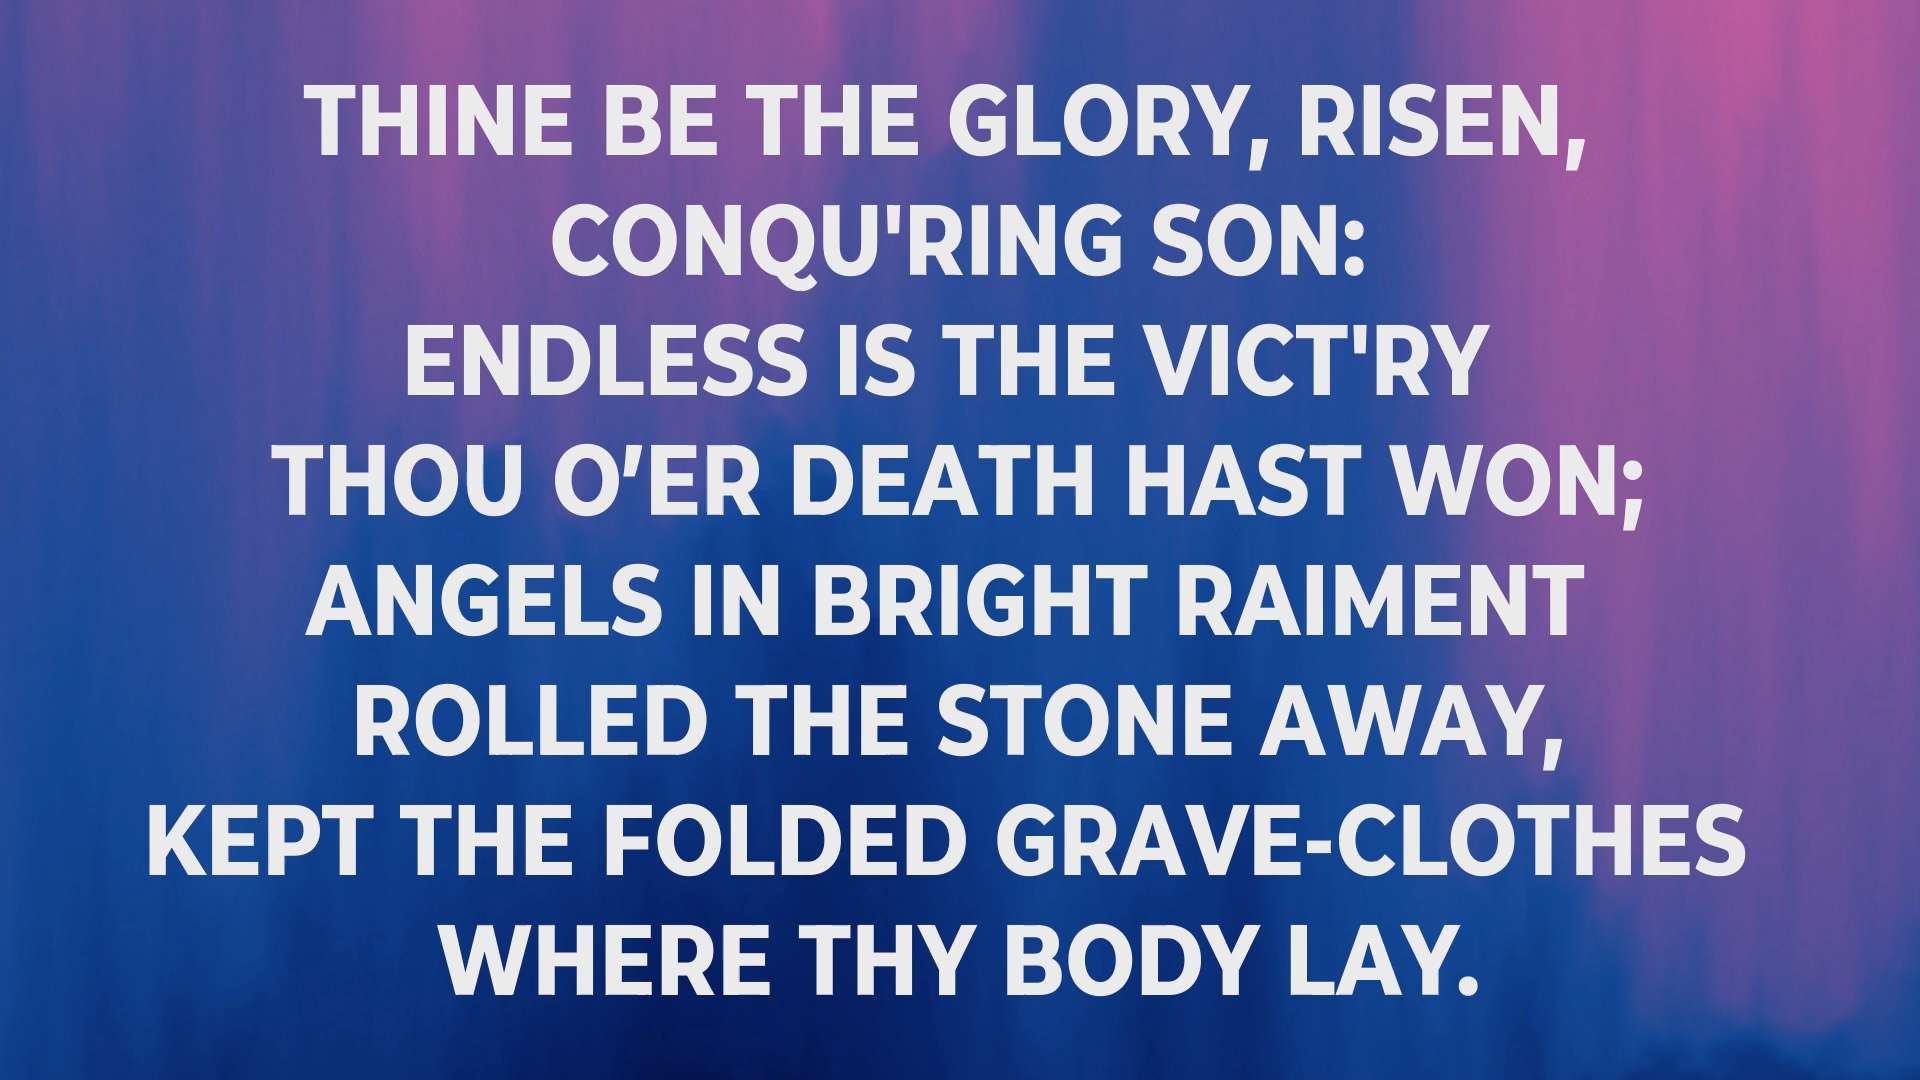 THINE BE THE GLORY, RISEN,
CONQU'RING SON:
ENDLESS IS THE VICT'RY
THOU O’ER DEATH HAST WON;
ANGELS IN BRIGHT RAIMENT
ROLLED THE STONE AWAY,
KEPT THE FOLDED GRAVE-CLOTHES
WHERE THY BODY LAY.